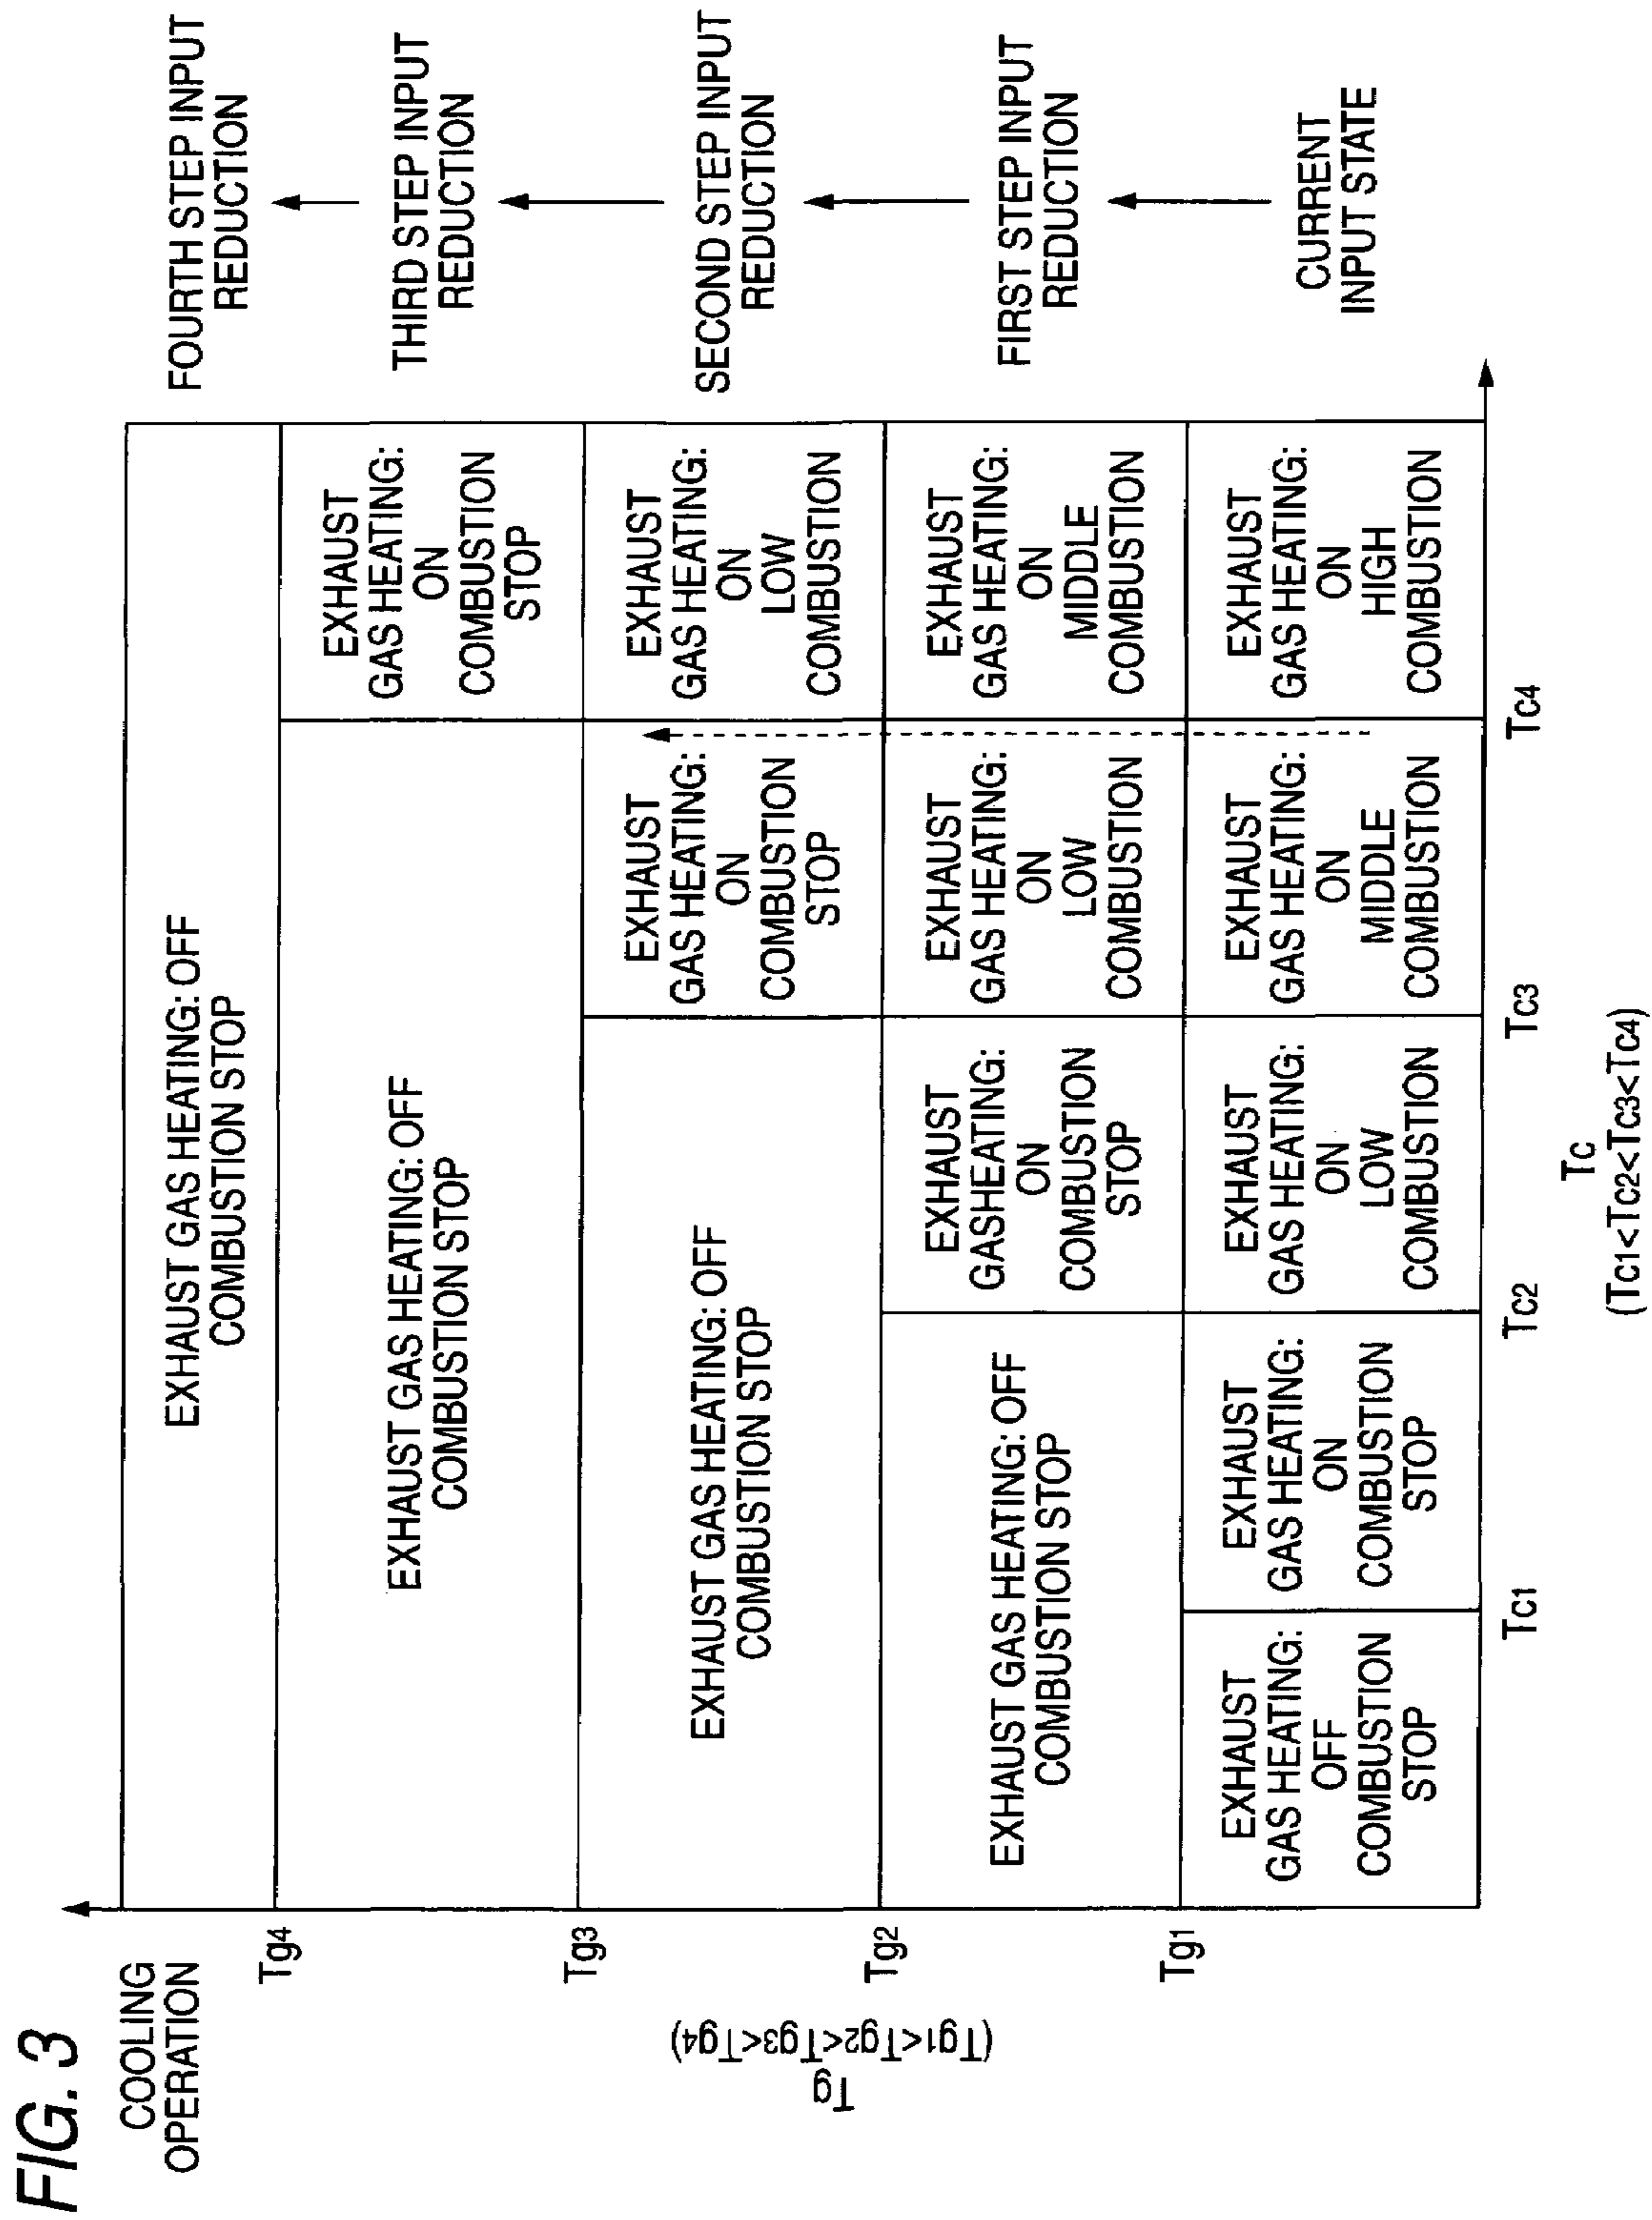 FIG. 3
COOLING
OPERATION
EXHAUST GAS HEATING: OFF
COMBUSTION STOP
FOURTH STEP INPUT
REDUCTION
Tg4
EXHAUST GAS HEATING: OFF
COMBUSTION STOP
EXHAUST
GAS HEATING:
ON
COMBUSTION
STOP
THIRD STEP INPUT
REDUCTION
Tg3
EXHAUST GAS HEATING: OFF
COMBUSTION STOP
EXHAUST
GAS HEATING:
ON
COMBUSTION
STOP
EXHAUST
GAS HEATING:
ON
LOW
COMBUSTION
SECOND STEP INPUT
REDUCTION
Tg
(Tg1<Tg2<Tg3<Tg4)
Tg2
EXHAUST GAS HEATING: OFF
COMBUSTION STOP
EXHAUST
GASHEATING:
ON
COMBUSTION
STOP
EXHAUST
GAS HEATING:
ON
LOW
COMBUSTION
EXHAUST
GAS HEATING:
ON
MIDDLE
COMBUSTION
FIRST STEP INPUT
REDUCTION
Tg1
EXHAUST
GAS HEATING:
OFF
COMBUSTION
STOP
EXHAUST
GAS HEATING:
ON
COMBUSTION
STOP
EXHAUST
GAS HEATING:
ON
LOW
COMBUSTION
EXHAUST
GAS HEATING:
ON
MIDDLE
COMBUSTION
EXHAUST
GAS HEATING:
ON
HIGH
COMBUSTION
CURRENT
INPUT STATE
Tc1
Tc2
Tc3
Tc4
Tc
(Tc1<Tc2<Tc3<Tc4)